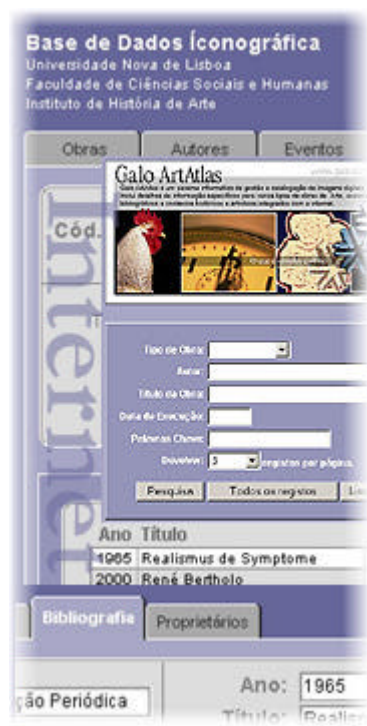 Base de Dados Íconográfica
Universidade Nova de Lisboa
Faculdade de Ciências Sociais e Humanas
Instituto de História de Arte
Obras
Autores
Eventos
Galo ArtAtlas
Cód.
Internet
Tipo de Obra:
Autor:
Título da Obra:
Data de Execução:
Palavras Chave:
Devolver: 5 registos por página.
Pesquisa
Todos os registos
Ano Título
1965 Realismus de Symptome
2000 René Bertholo
Bibliografia
Proprietários
Ano: 1965
ção Periódica
Título: